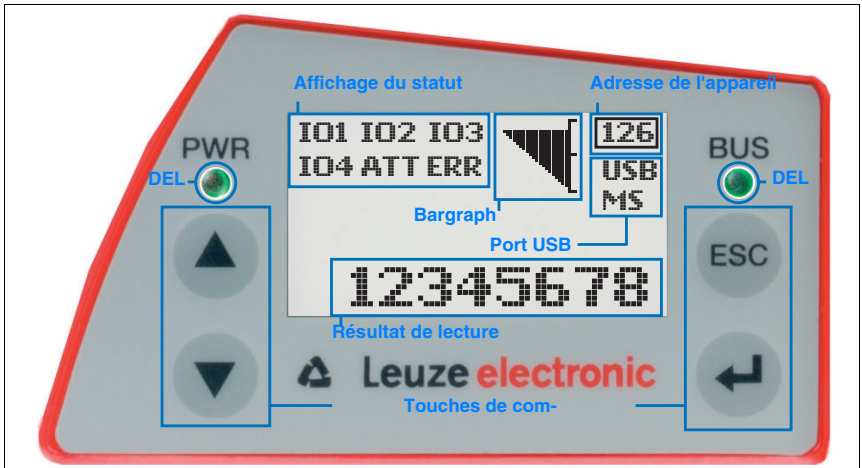 Affichage du statut
Adresse de l'appareil
IO1 IO2 IO3
IO4 ATT ERR
126
USB
MS
PWR
BUS
DEL
DEL
Bargraph
Port USB
ESC
12345678
Résultat de lecture
Leuze electronic
Touches de com-